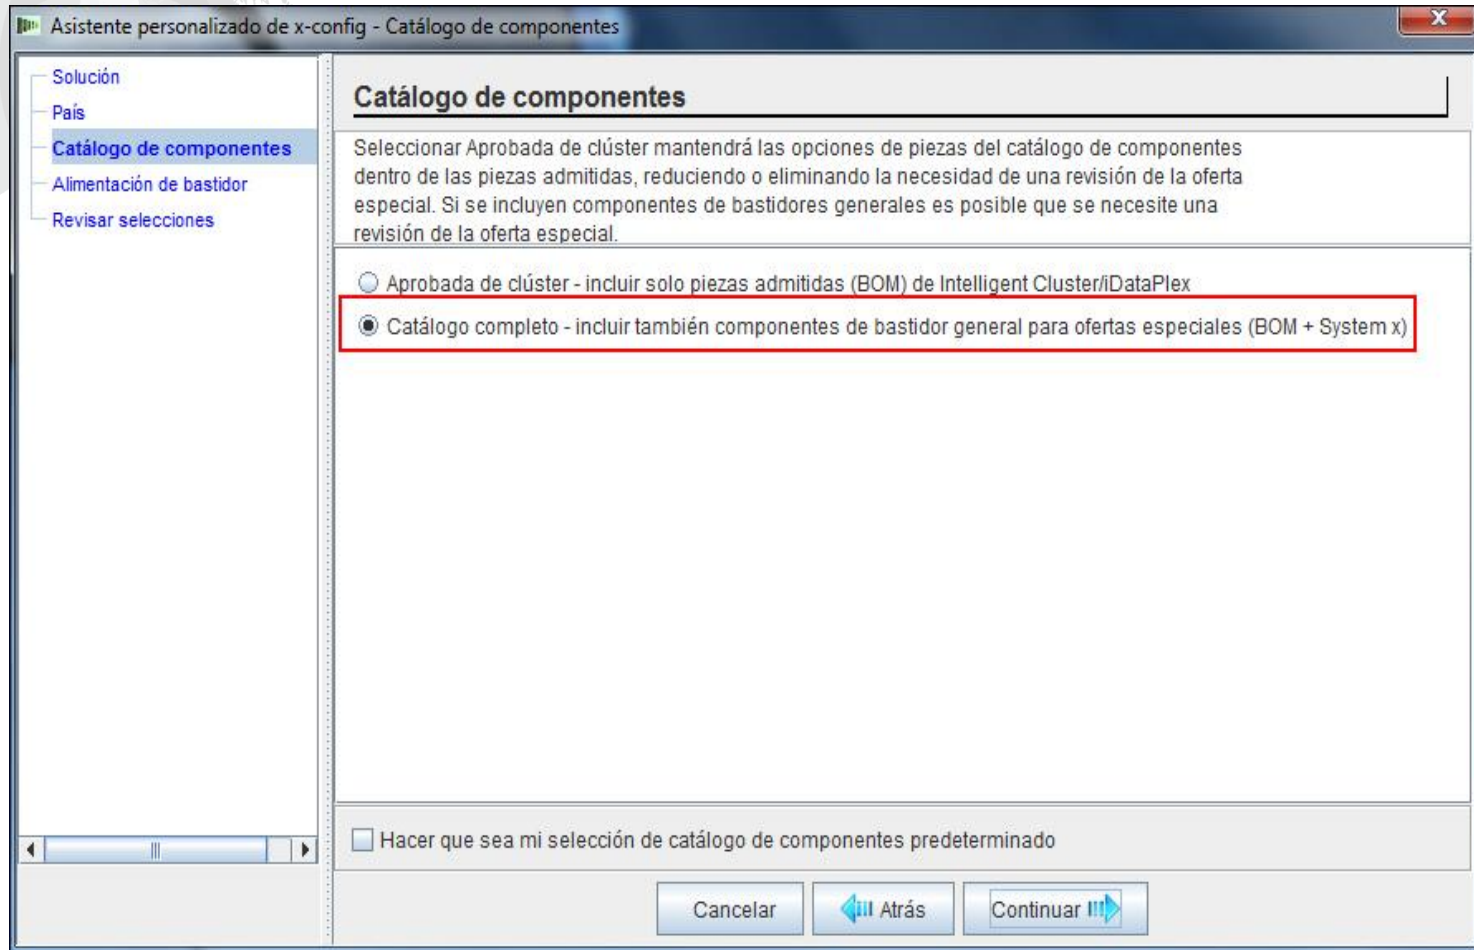 Asistente personalizado de x-config - Catálogo de componentes
Solución
País
Catálogo de componentes
Alimentación de bastidor
Revisar selecciones
Catálogo de componentes
Seleccionar Aprobada de clúster mantendrá las opciones de piezas del catálogo de componentes
dentro de las piezas admitidas, reduciendo o eliminando la necesidad de una revisión de la oferta
especial. Si se incluyen componentes de bastidores generales es posible que se necesite una
revisión de la oferta especial.
Aprobada de clúster - incluir solo piezas admitidas (BOM) de Intelligent Cluster/iDataPlex
Catálogo completo - incluir también componentes de bastidor general para ofertas especiales (BOM + System x)
Hacer que sea mi selección de catálogo de componentes predeterminado
Cancelar
Atrás
Continuar